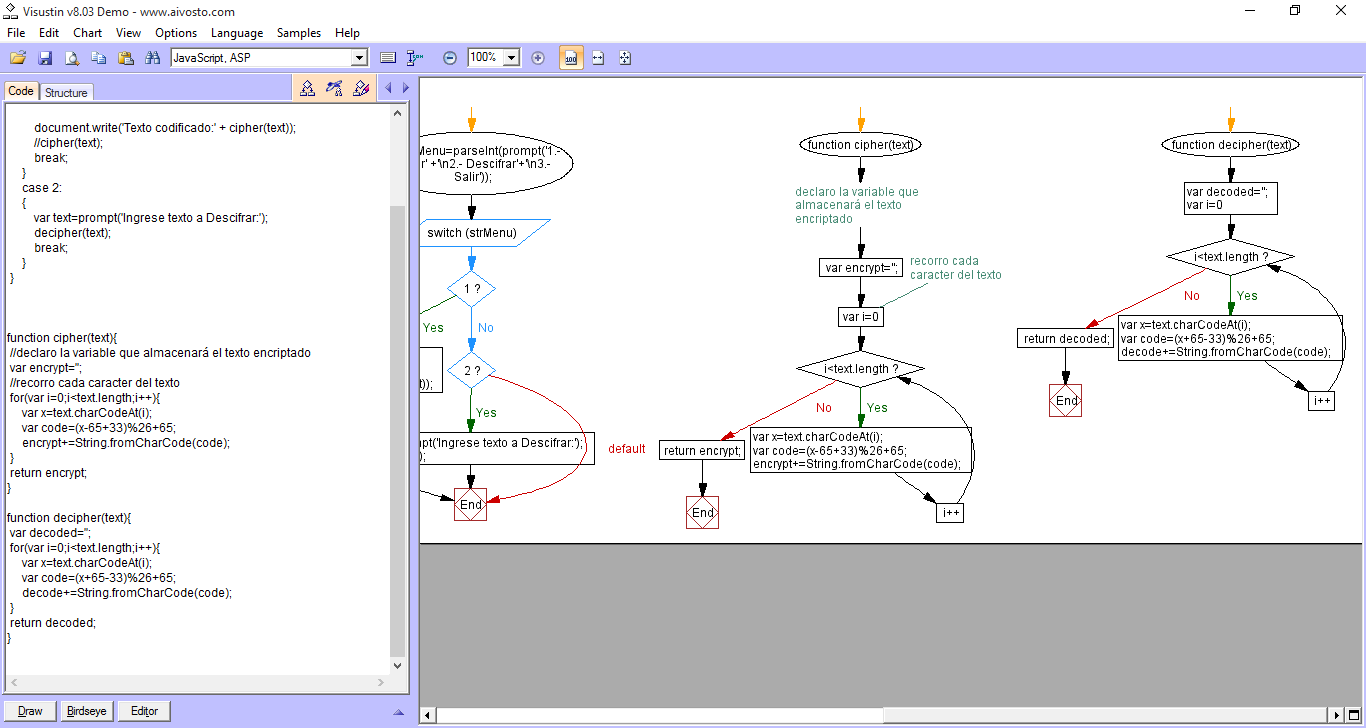 Visustin v8.03 Demo - www.aivosto.com
File Edit Chart View Options Language Samples Help
JavaScript, ASP
100%
100
Code
Structure
document.write('Texto codificado:' + cipher(text));
//cipher(text);
break;
}
case 2:
{
var text=prompt('Ingrese texto a Descifrar:');
decipher(text);
break;
}
}
function cipher(text){
//declaro la variable que almacenará el texto encriptado
var encrypt='';
//recorro cada caracter del texto
for(var i=0;i<text.length;i++){
var x=text.charCodeAt(i);
var code=(x-65+33)%26+65;
encrypt+=String.fromCharCode(code);
}
return encrypt;
}
function decipher(text){
var decoded='';
for(var i=0;i<text.length;i++){
var x=text.charCodeAt(i);
var code=(x+65-33)%26+65;
decode+=String.fromCharCode(code);
}
return decoded;
}
Draw
Birdseye
Editor
Menu=parseInt(prompt('1.-
r' +'\n2.- Descifrar'+'\n3.-
Salir'));
switch (strMenu)
1 ?
Yes
No
t));
2 ?
Yes
default
pt('Ingrese texto a Descifrar:');
);
End
function cipher(text)
declaro la variable que
almacenará el texto
encriptado
var encrypt='';
recorro cada
caracter del texto
var i=0
i<text.length ?
No
Yes
return encrypt;
var x=text.charCodeAt(i);
var code=(x-65+33)%26+65;
encrypt+=String.fromCharCode(code);
End
i++
function decipher(text)
var decoded='';
var i=0
i<text.length ?
No
Yes
return decoded;
var x=text.charCodeAt(i);
var code=(x+65-33)%26+65;
decode+=String.fromCharCode(code);
End
i++